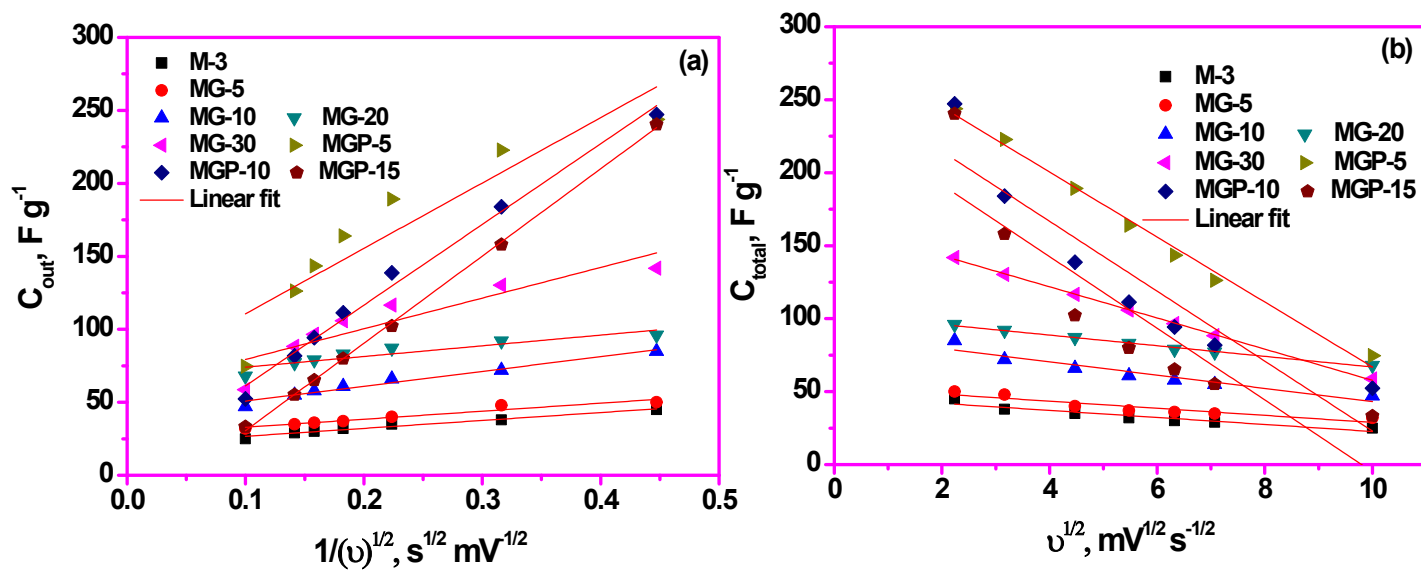 (a)
300
250
200
150
100
50
0
C_out, F g^-1
M-3
MG-5
MG-10 MG-20
MG-30 MGP-5
MGP-10 MGP-15
Linear fit
0.0 0.1 0.2 0.3 0.4 0.5
1/(υ)^1/2, s^1/2 mV^-1/2
(b)
300
250
200
150
100
50
0
C_total, F g^-1
M-3
MG-5
MG-10 MG-20
MG-30 MGP-5
MGP-10 MGP-15
Linear fit
0 2 4 6 8 10
υ^1/2, mV^1/2 s^-1/2